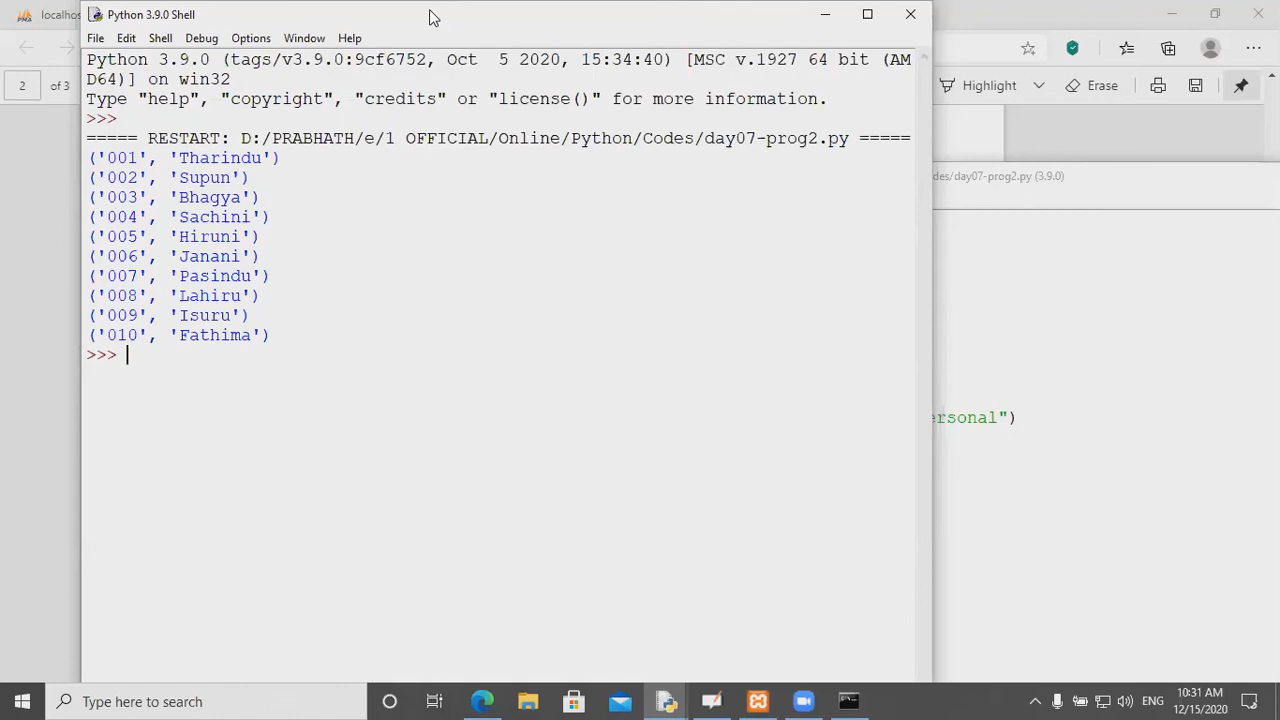 localhos
Python 3.9.0 Shell
File Edit Shell Debug Options Window Help
2 of 3
Highlight
Erase
Python 3.9.0 (tags/v3.9.0:9cf6752, Oct  5 2020, 15:34:40) [MSC v.1927 64 bit (AM
D64)] on win32
Type "help", "copyright", "credits" or "license()" for more information.
>>>
===== RESTART: D:/PRABHATH/e/1 OFFICIAL/Online/Python/Codes/day07-prog2.py =====
('001', 'Tharindu')
des/day07-prog2.py (3.9.0)
('002', 'Supun')
('003', 'Bhagya')
('004', 'Sachini')
('005', 'Hiruni')
('006', 'Janani')
('007', 'Pasindu')
('008', 'Lahiru')
('009', 'Isuru')
('010', 'Fathima')
>>>
ersonal")
Type here to search
ENG
10:31 AM
12/15/2020